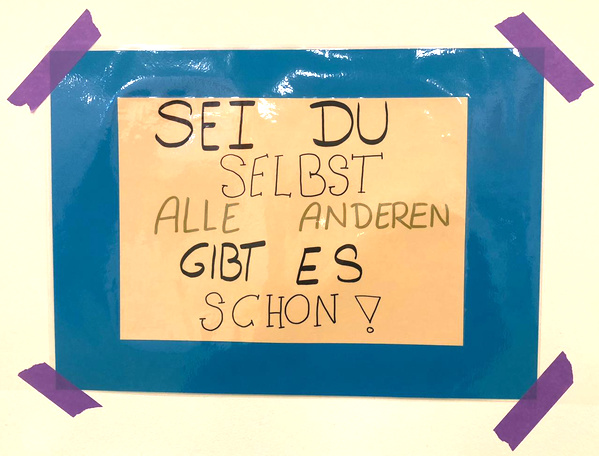 SEI DU
SELBST
ALLE ANDEREN
GIBT ES
SCHON!